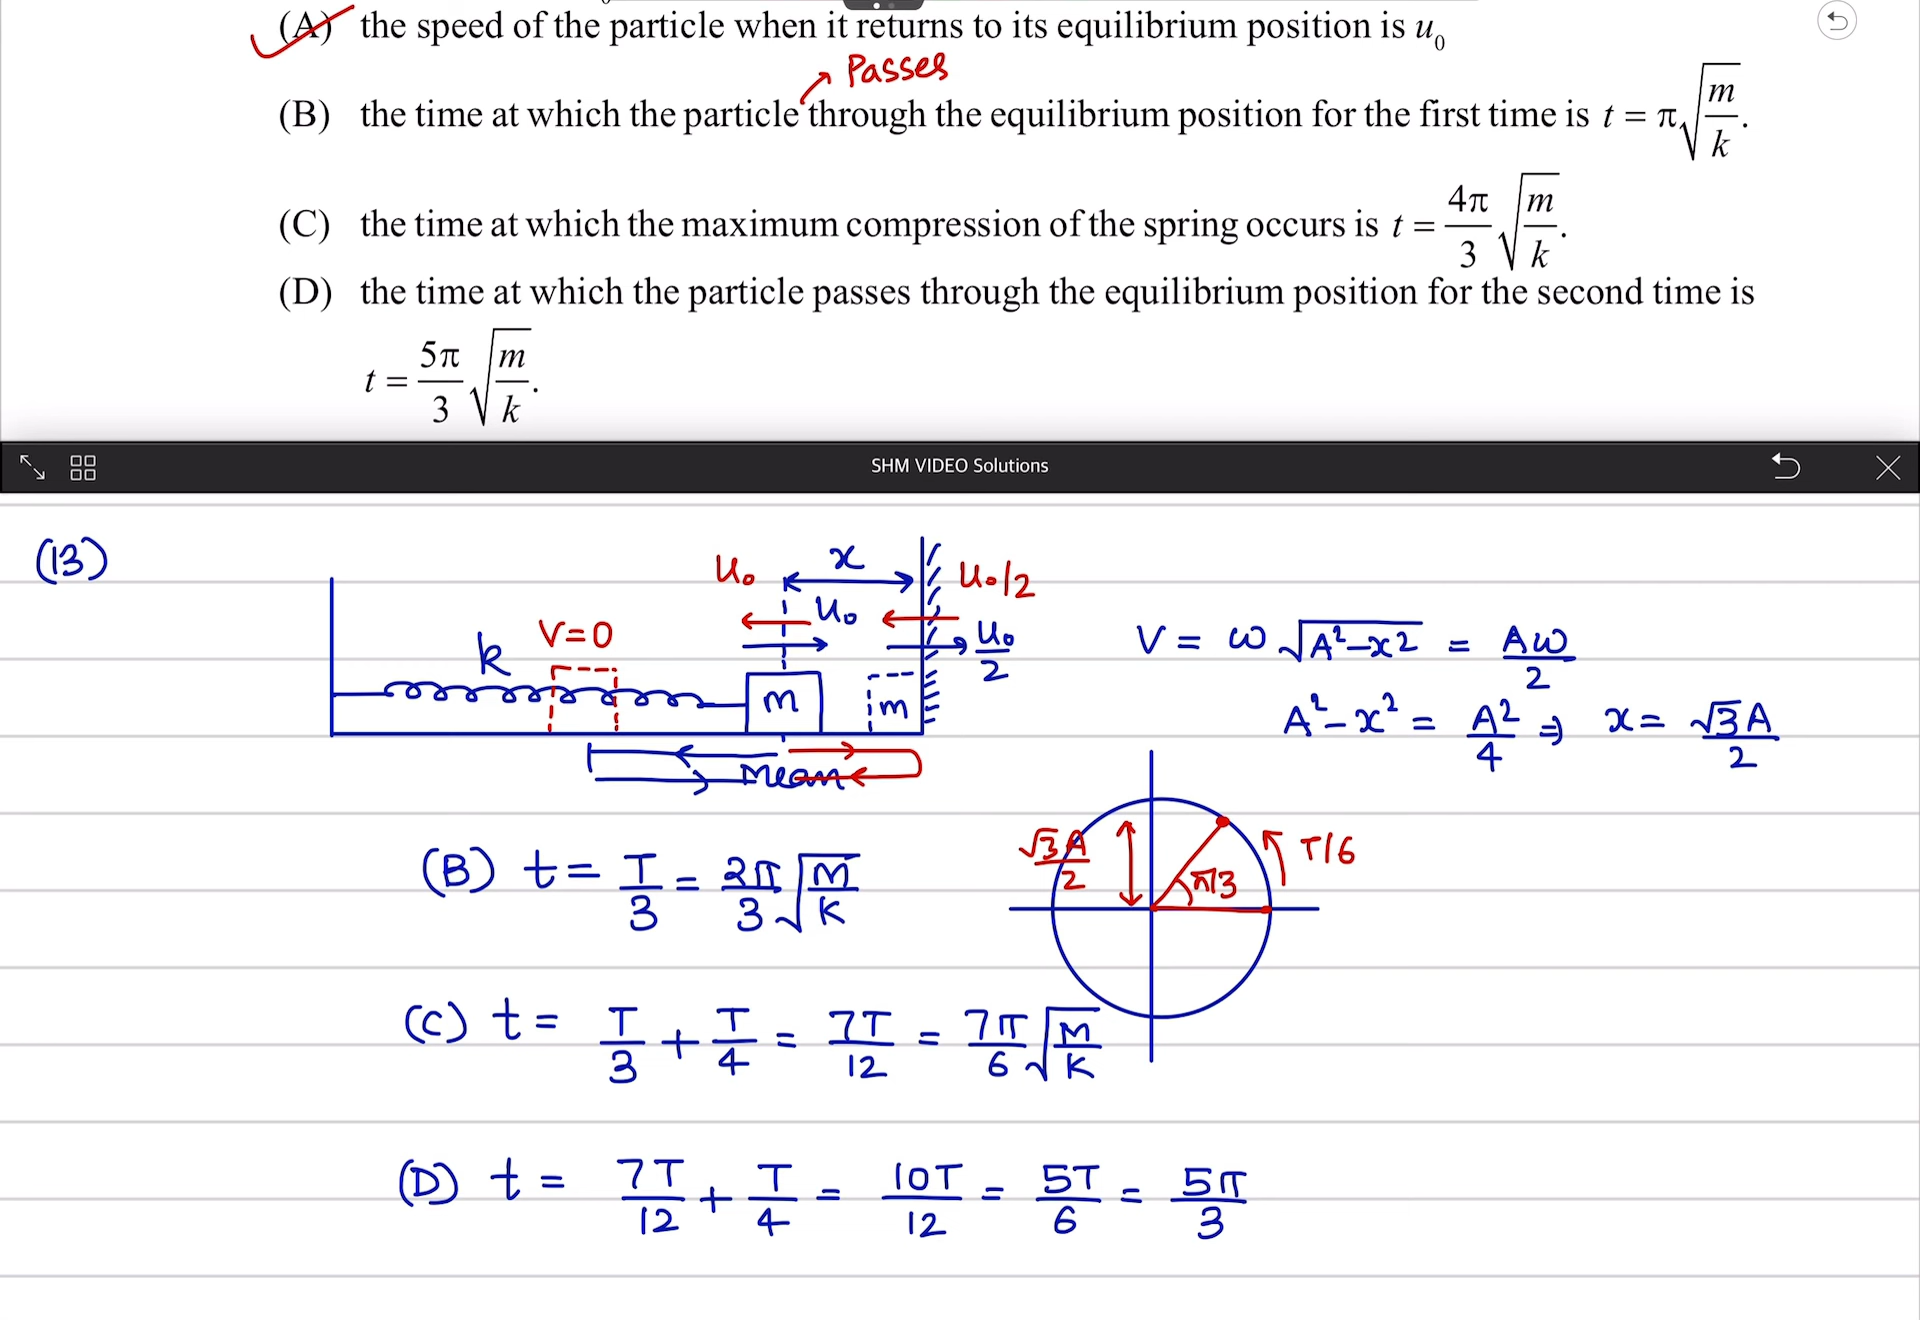 (A) the speed of the particle when it returns to its equilibrium position is u₀
Passes
(B) the time at which the particle through the equilibrium position for the first time is t = π√(m/k).
(C) the time at which the maximum compression of the spring occurs is t = 4π/3 √(m/k).
(D) the time at which the particle passes through the equilibrium position for the second time is
t = 5π/3 √(m/k).
SHM VIDEO Solutions
(13)
u₀ x u₀/2
V=0 u₀ u₀/2
k
m m
Mean
V = ω√(A²-x²) = Aω/2
A²-x² = A²/4 ⇒ x = √3A/2
√3A/2 π/3 T/6
(B) t = T/3 = 2π/3 √(M/K)
(C) t = T/3 + T/4 = 7T/12 = 7π/6 √(M/K)
(D) t = 7T/12 + T/4 = 10T/12 = 5T/6 = 5π/3